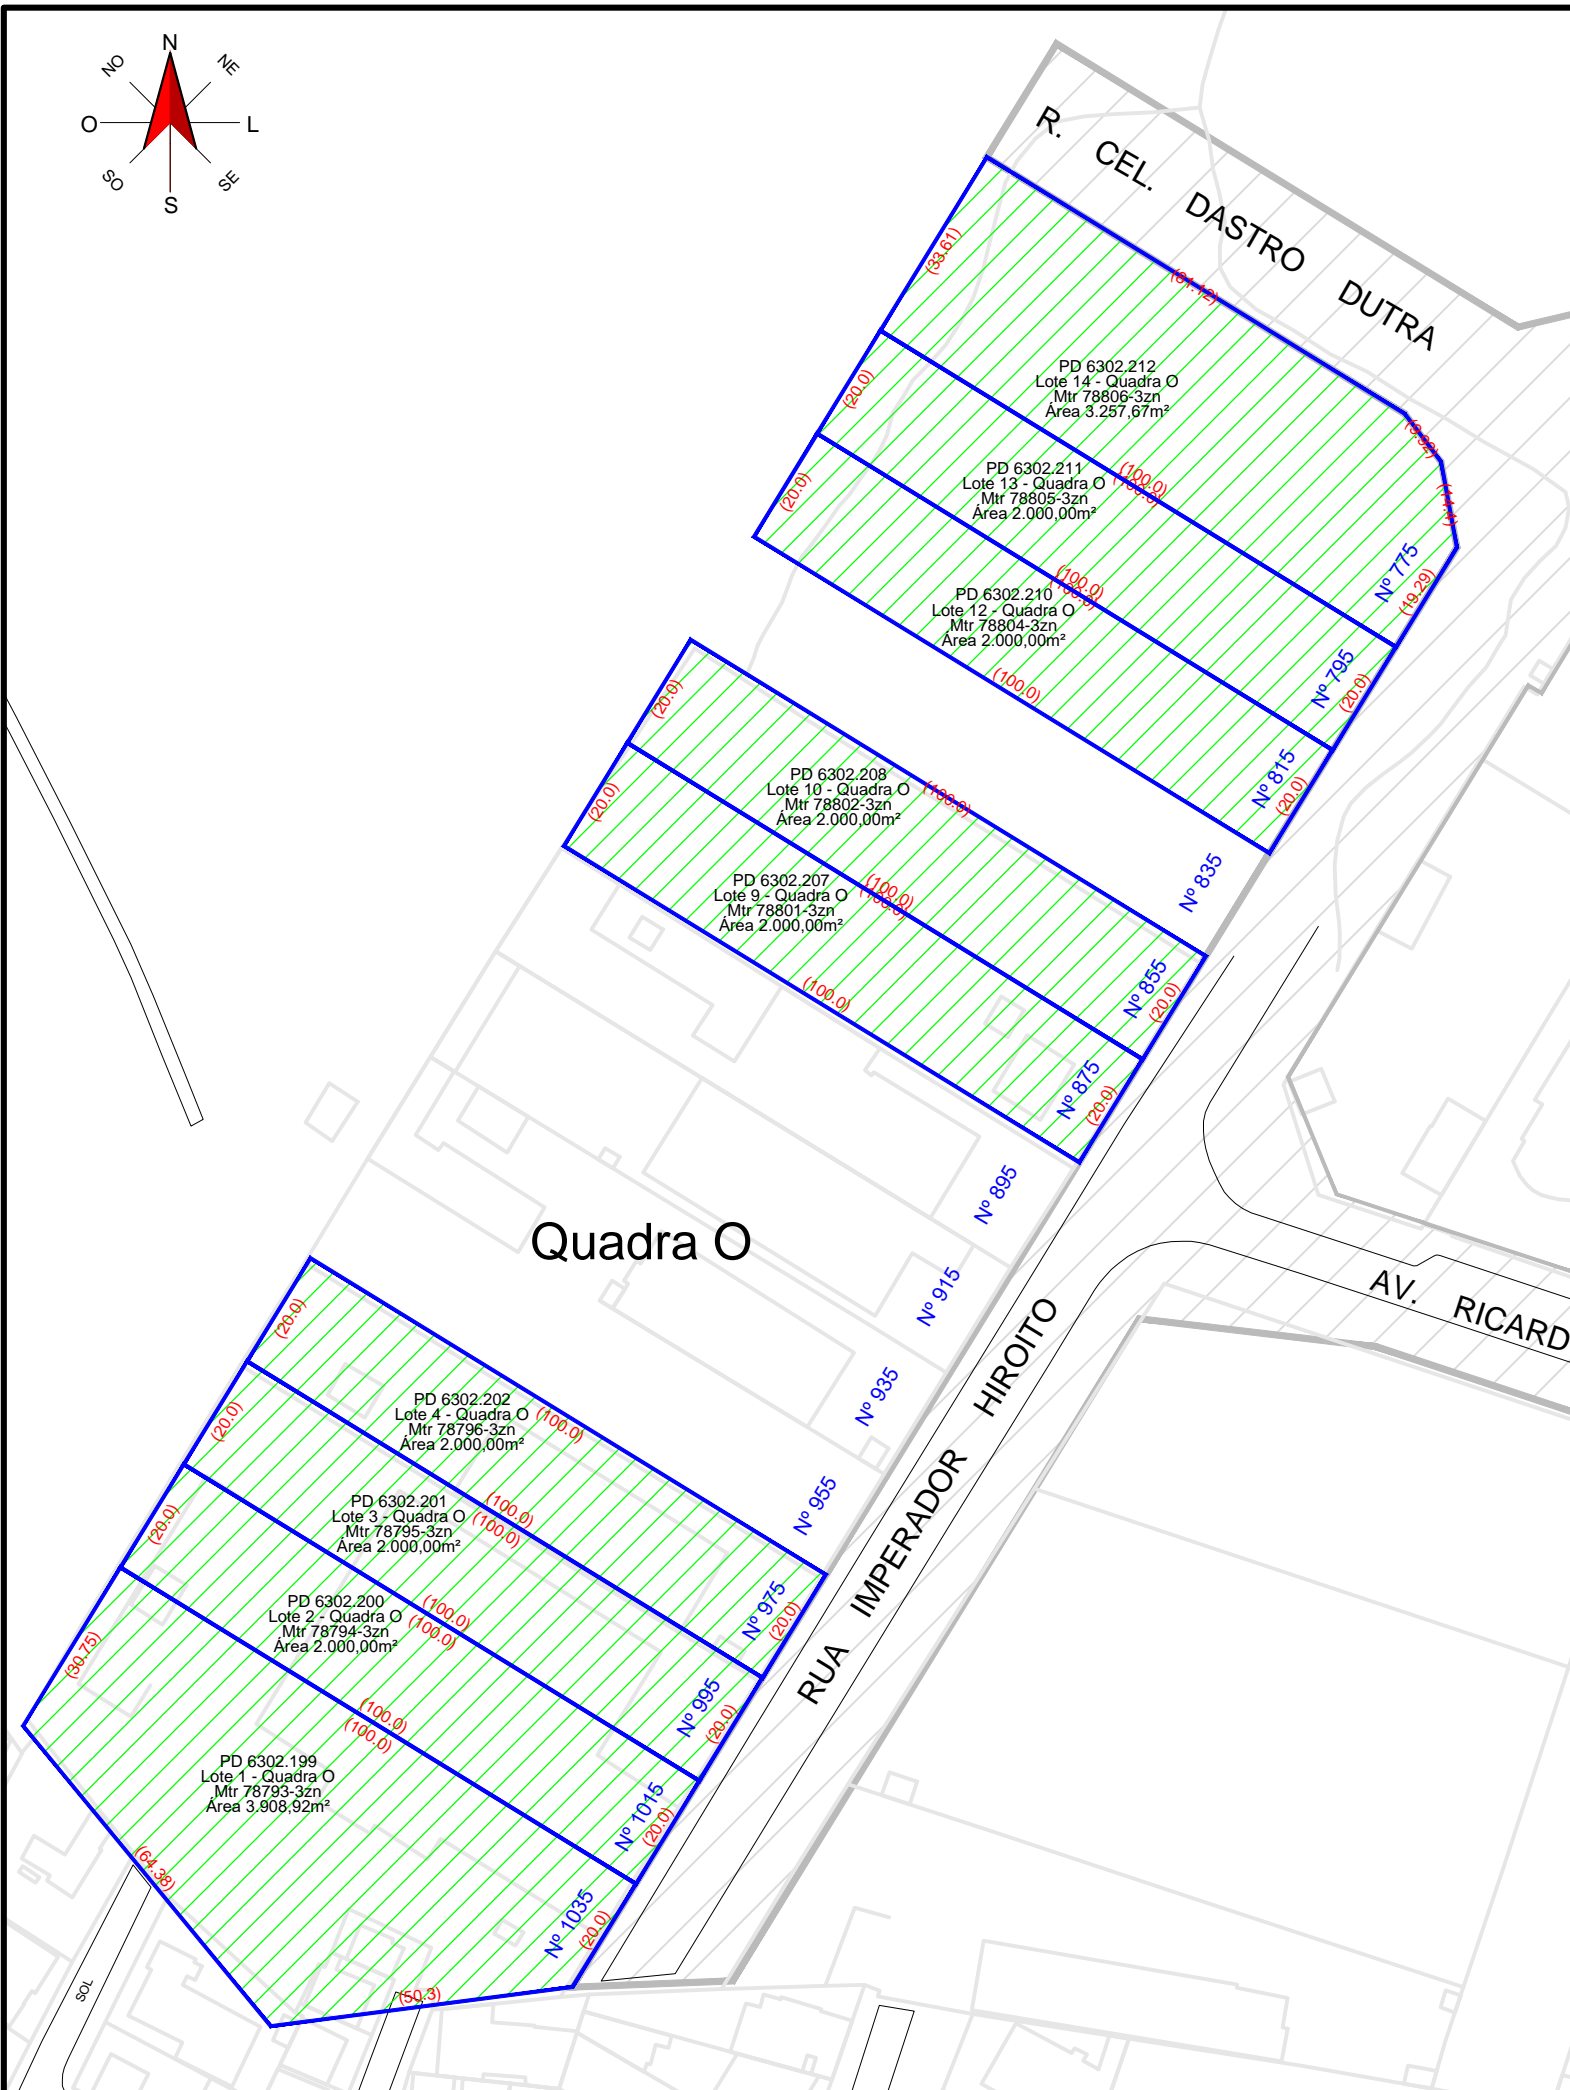 N
NO
NE
O
L
SO
SE
S
R. CEL. DASTRO DUTRA
(33.61)
(81.12)
PD 6302.212
Lote 14 - Quadra O
Mtr 78806-3zn
Área 3.257,67m²
(9.92)
(14.4)
Nº 775
(19.29)
(20.0)
(100.0)
(100.0)
PD 6302.211
Lote 13 - Quadra O
Mtr 78805-3zn
Área 2.000,00m²
Nº 795
(20.0)
(20.0)
(100.0)
(100.0)
PD 6302.210
Lote 12 - Quadra O
Mtr 78804-3zn
Área 2.000,00m²
(100.0)
Nº 815
(20.0)
Nº 835
(20.0)
PD 6302.208
Lote 10 - Quadra O
Mtr 78802-3zn
Área 2.000,00m²
(100.0)
Nº 855
(20.0)
(20.0)
(100.0)
(100.0)
PD 6302.207
Lote 9 - Quadra O
Mtr 78801-3zn
Área 2.000,00m²
(100.0)
Nº 875
(20.0)
Nº 895
Quadra O
Nº 915
Nº 935
Nº 955
AV. RICARD
RUA IMPERADOR HIROITO
(20.0)
PD 6302.202
Lote 4 - Quadra O
Mtr 78796-3zn
Área 2.000,00m²
(100.0)
Nº 975
(20.0)
(20.0)
(100.0)
(100.0)
PD 6302.201
Lote 3 - Quadra O
Mtr 78795-3zn
Área 2.000,00m²
Nº 995
(20.0)
(20.0)
(100.0)
(100.0)
PD 6302.200
Lote 2 - Quadra O
Mtr 78794-3zn
Área 2.000,00m²
Nº 1015
(20.0)
(30.75)
(100.0)
(100.0)
PD 6302.199
Lote 1 - Quadra O
Mtr 78793-3zn
Área 3.908,92m²
Nº 1035
(20.0)
(64.38)
(50.3)
SOL